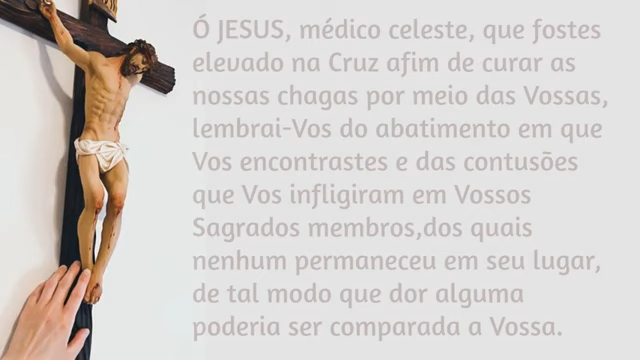 Ó JESUS, médico celeste, que fostes
elevado na Cruz afim de curar as
nossas chagas por meio das Vossas,
lembrai-Vos do abatimento em que
Vos encontrastes e das contusões
que Vos infligiram em Vossos
Sagrados membros,dos quais
nenhum permaneceu em seu lugar,
de tal modo que dor alguma
poderia ser comparada a Vossa.